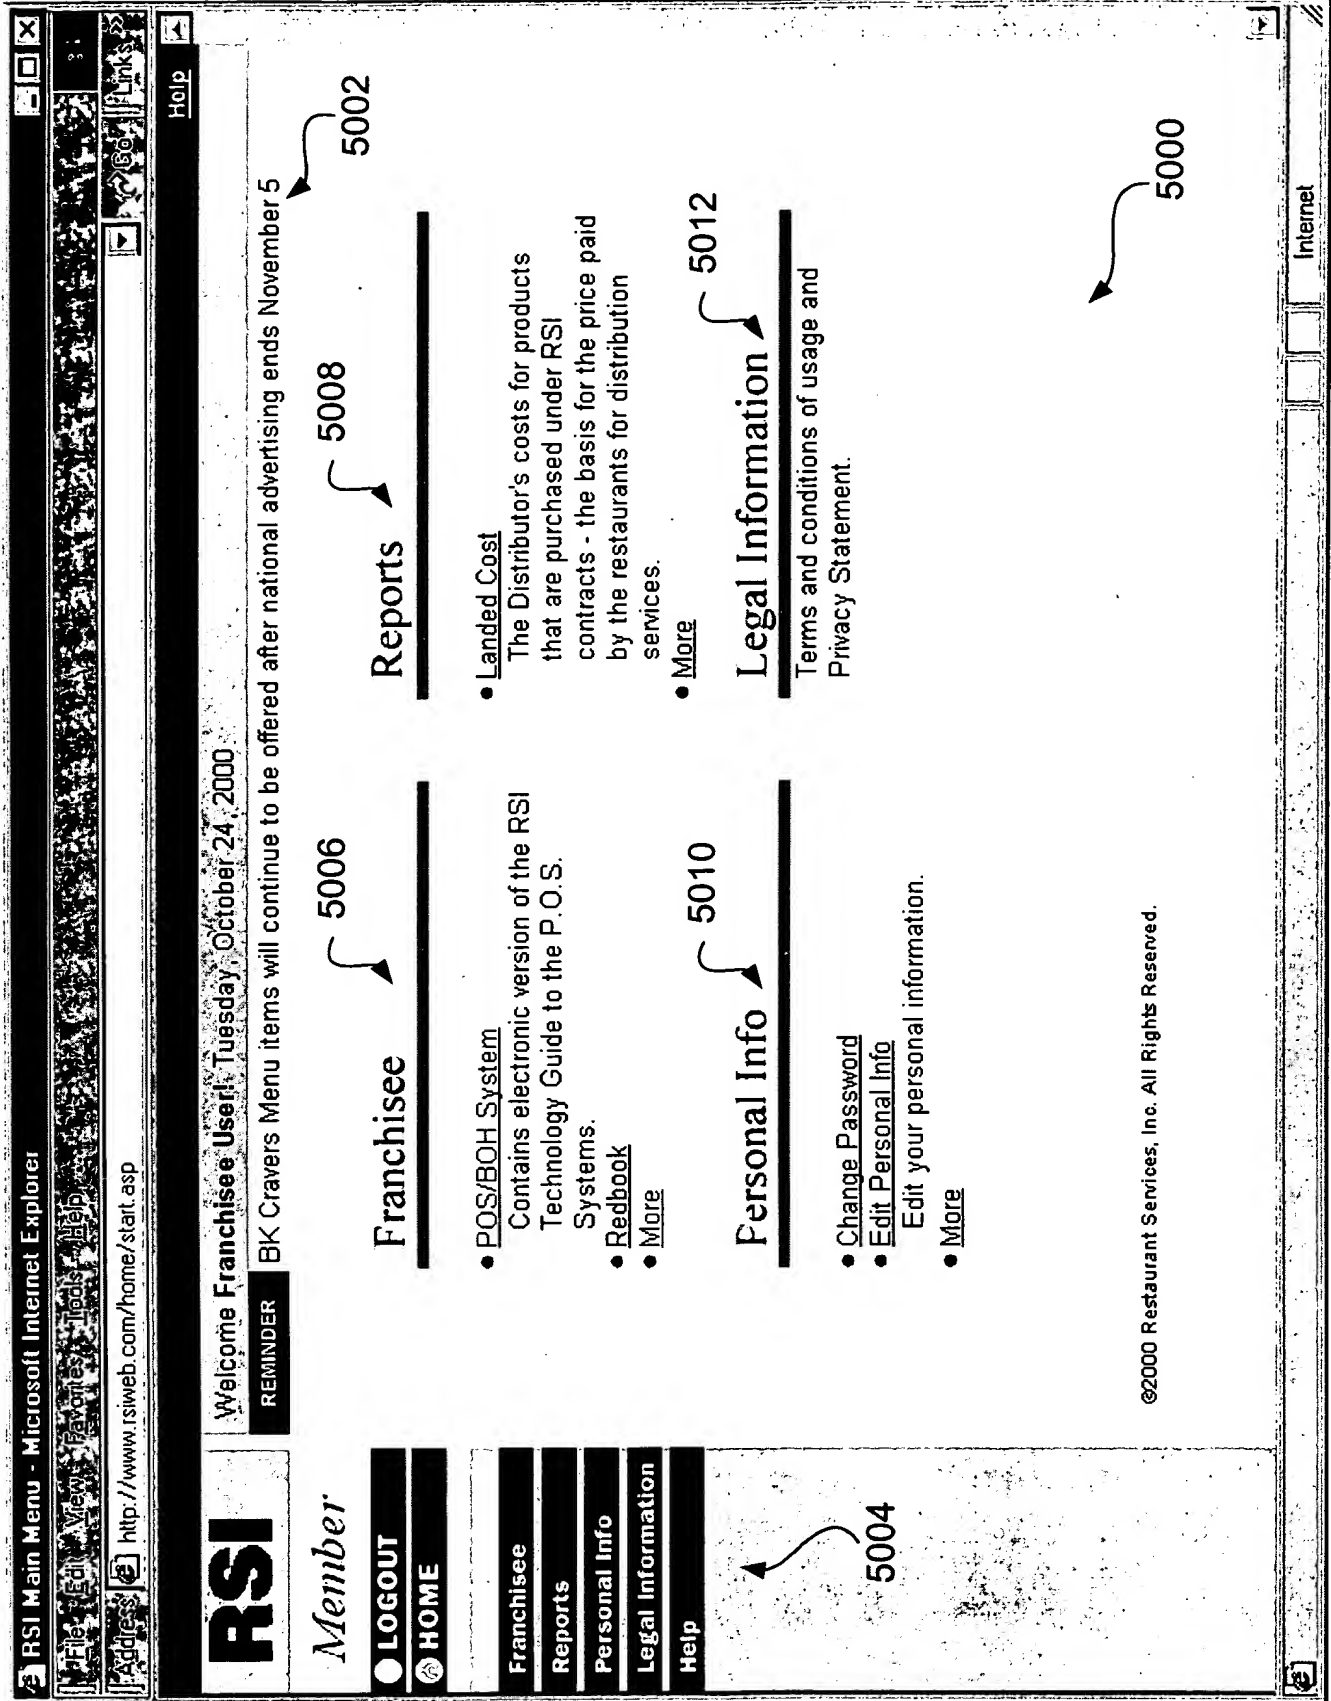 RSI Main Menu - Microsoft Internet Explorer
File Edit View Favorites Tools Help
Address http://www.rsiweb.com/home/start.asp Go Links »
Help
RSI
Welcome Franchisee User! Tuesday, October 24, 2000
REMINDER BK Cravers Menu items will continue to be offered after national advertising ends November 5
5002
Member
LOGOUT
HOME
Franchisee
Reports
Personal Info
Legal Information
Help
5004
Franchisee
5006
• POS/BOH System
Contains electronic version of the RSI
Technology Guide to the P.O.S.
Systems.
• Redbook
• More
Reports
5008
• Landed Cost
The Distributor's costs for products
that are purchased under RSI
contracts - the basis for the price paid
by the restaurants for distribution
services.
• More
Personal Info
5010
• Change Password
• Edit Personal Info
Edit your personal information.
• More
Legal Information
5012
Terms and conditions of usage and
Privacy Statement.
5000
©2000 Restaurant Services, Inc. All Rights Reserved.
Internet